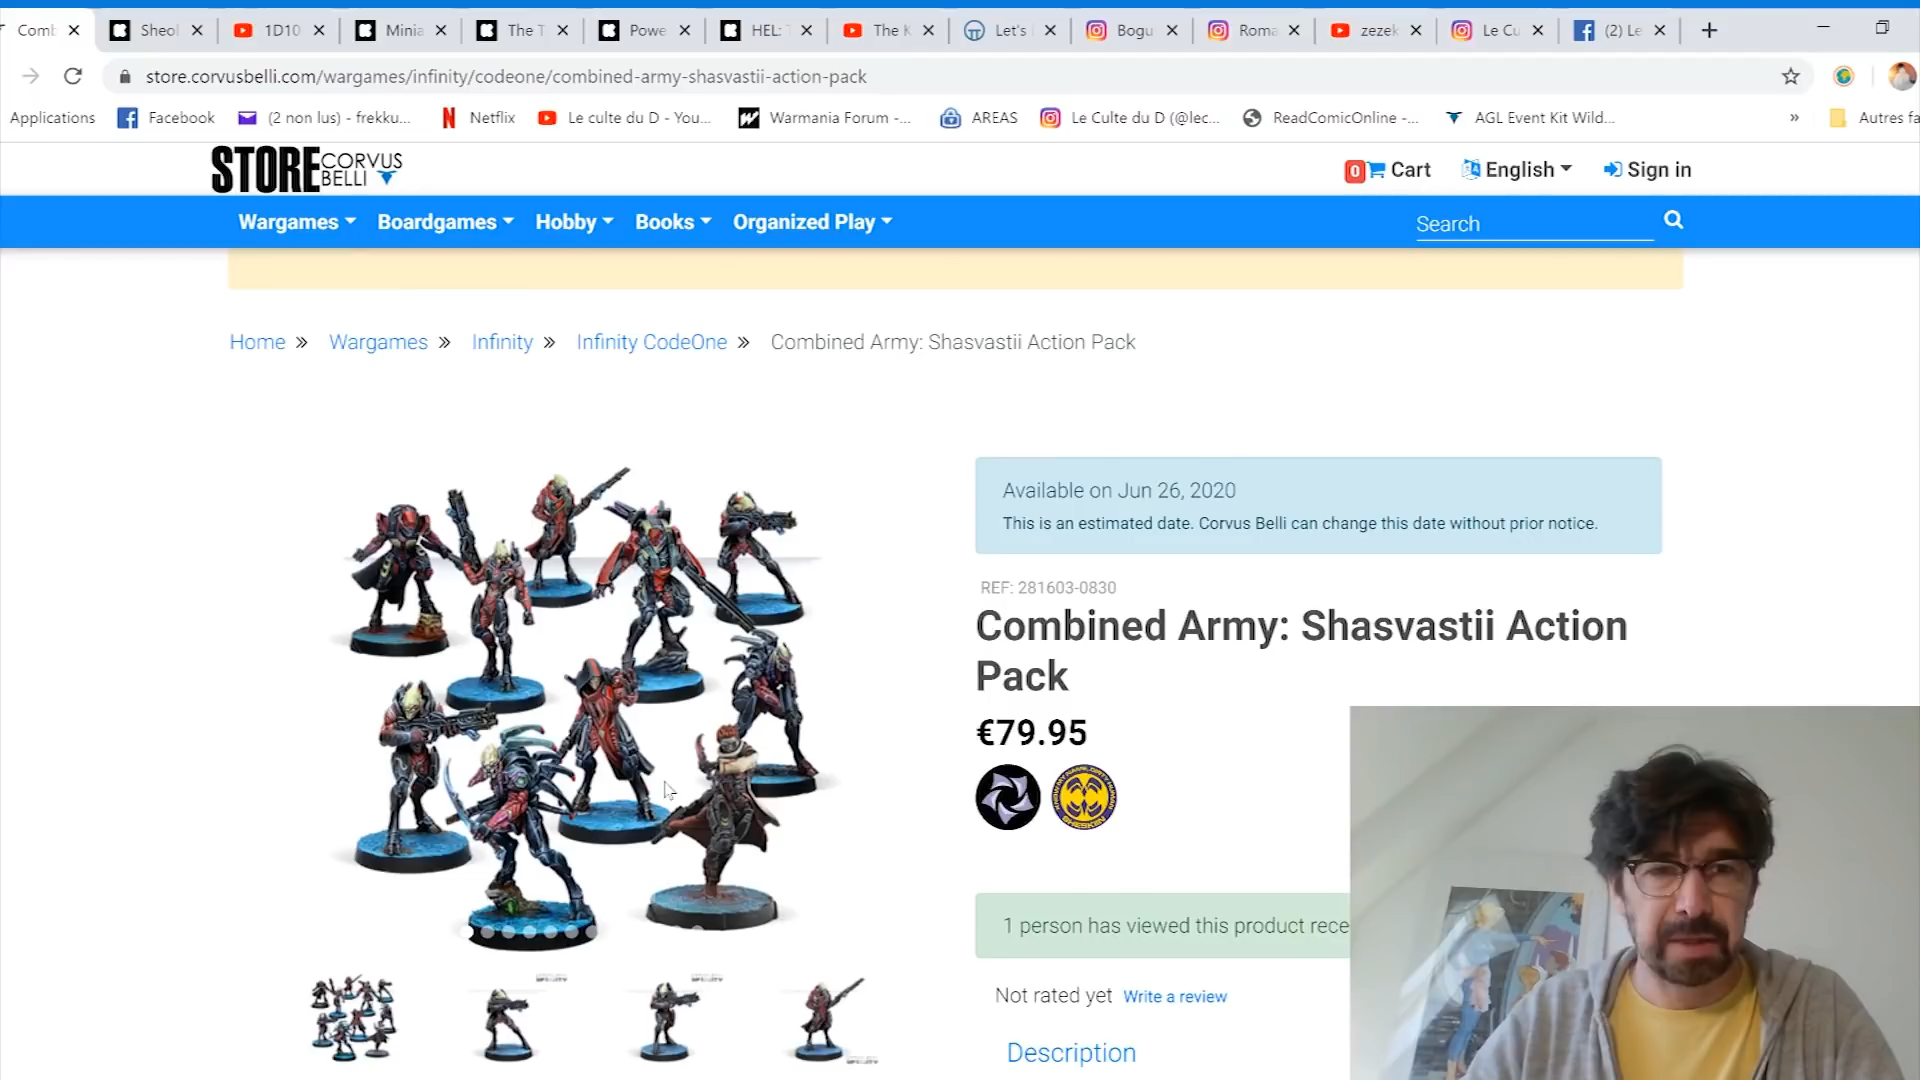 Comb
Sheol
1D10
Minia
The T
Powe
HEL: T
The K
Let's
Bogu
Roma
zezek
Le Cu
(2) Le
store.corvusbelli.com/wargames/infinity/codeone/combined-army-shasvastii-action-pack
Applications
Facebook
(2 non lus) - frekku...
Netflix
Le culte du D - You...
Warmania Forum -...
AREAS
Le Culte du D (@lec...
ReadComicOnline -...
AGL Event Kit Wild...
»
Autres fa
STORE CORVUS BELLI
0 Cart
English
Sign in
Wargames
Boardgames
Hobby
Books
Organized Play
Search
Home » Wargames » Infinity » Infinity CodeOne » Combined Army: Shasvastii Action Pack
Available on Jun 26, 2020
This is an estimated date. Corvus Belli can change this date without prior notice.
REF: 281603-0830
Combined Army: Shasvastii Action
Pack
€79.95
1 person has viewed this product rece
Not rated yet Write a review
Description